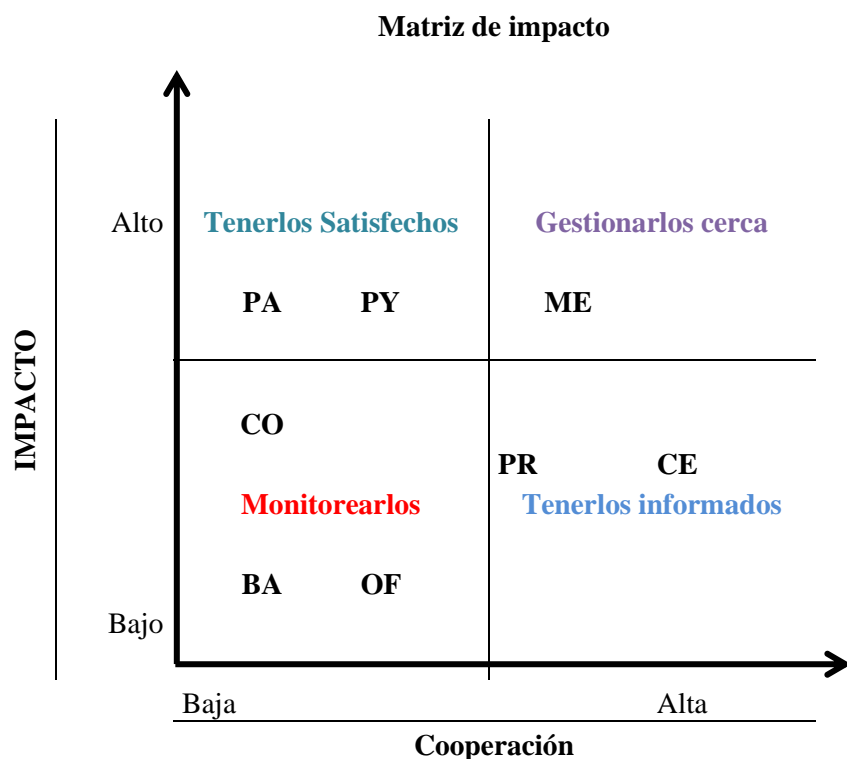 Matriz de impacto
Alto
Tenerlos Satisfechos
Gestionarlos cerca
PA
PY
ME
IMPACTO
CO
PR
CE
Monitorearlos
Tenerlos informados
BA
OF
Bajo
Baja
Alta
Cooperación